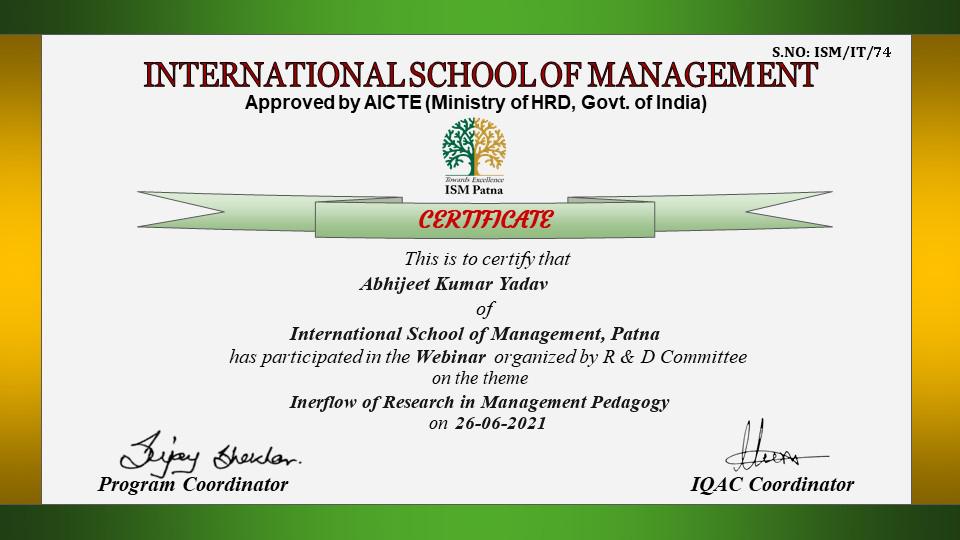 S.NO: ISM/IT/74
INTERNATIONAL SCHOOL OF MANAGEMENT
Approved by AICTE (Ministry of HRD, Govt. of India)
Towards Excellence
ISM Patna
CERTIFICATE
This is to certify that
Abhijeet Kumar Yadav
of
International School of Management, Patna
has participated in the Webinar organized by R & D Committee
on the theme
Inerflow of Research in Management Pedagogy
on 26-06-2021
Program Coordinator
IQAC Coordinator